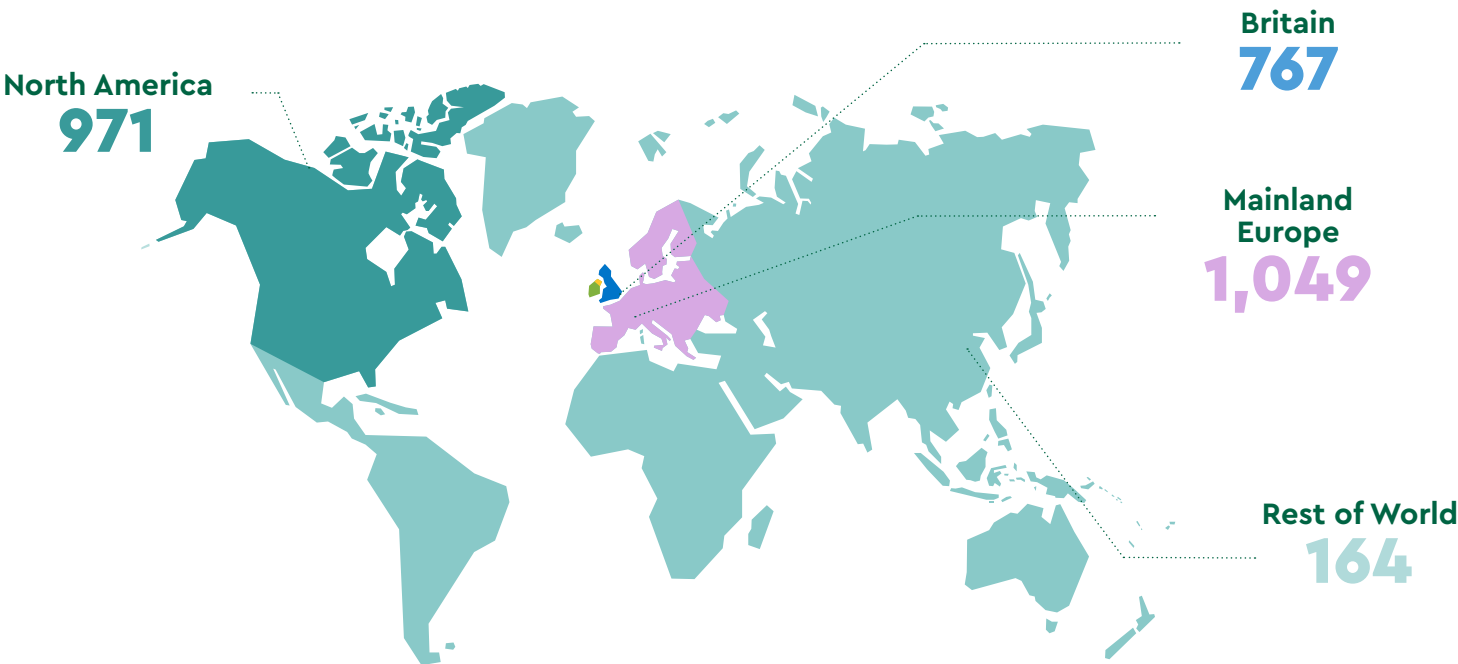 Britain
767
North America
971
Mainland
Europe
1,049
Rest of World
164